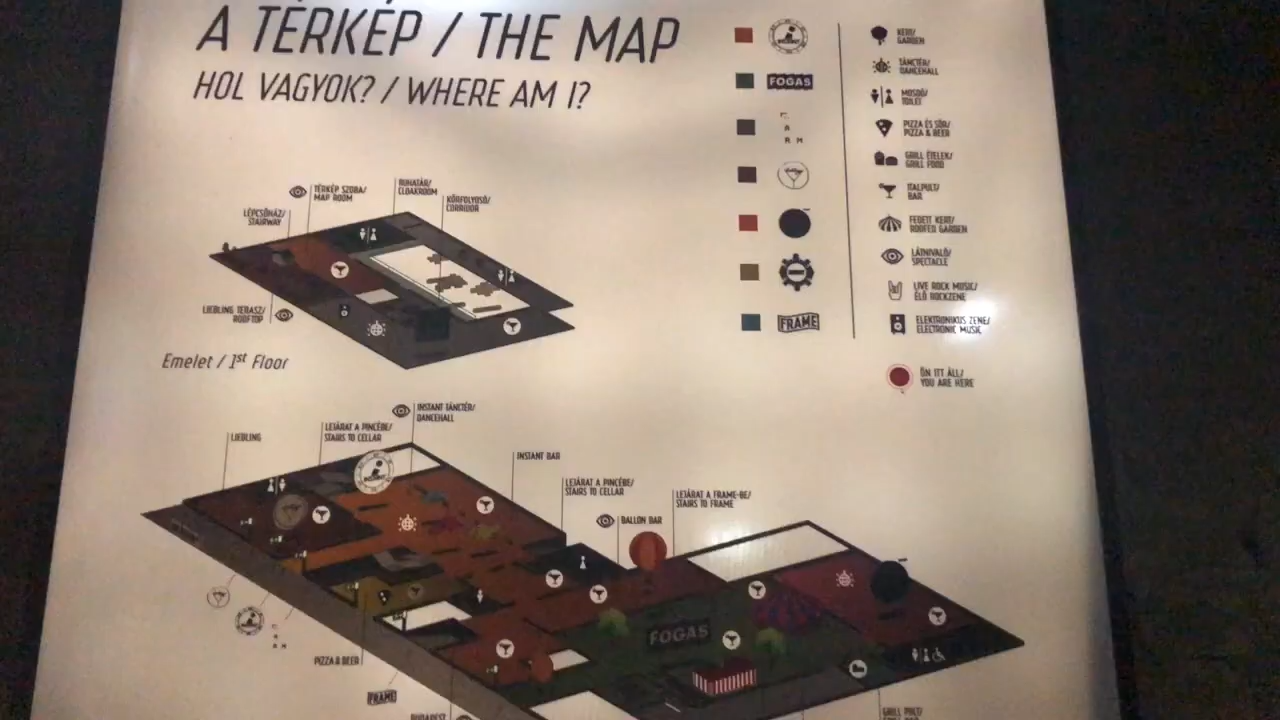 A TÉRKÉP / THE MAP
HOL VAGYOK? / WHERE AM I?
FOGAS
FRAME
KERT/
GARDEN
TÁNCTÉR/
DANCEHALL
MOSDÓ/
TOILET
PIZZA ÉS SÖR/
PIZZA & BEER
GRILL ÉTELEK/
GRILL FOOD
ITALPULT/
BAR
FEDETT KERT/
ROOFED GARDEN
LÁTNIVALÓ/
SPECTACLE
LIVE ROCK MUSIC/
ÉLŐ ROCKZENE
ELEKTRONIKUS ZENE/
ELECTRONIC MUSIC
ÖN ITT ÁLL/
YOU ARE HERE
TÉRKÉP SZOBA/
MAP ROOM
RUHATÁR/
CLOAKROOM
KÖRFOLYOSÓ/
CORRIDOR
LÉPCSŐHÁZ/
STAIRWAY
LIEBLING TERASZ/
ROOFTOP
Emelet / 1st Floor
INSTANT TÁNCTÉR/
DANCEHALL
LEJÁRAT A PINCÉBE/
STAIRS TO CELLAR
LIEBLING
INSTANT BAR
LEJÁRAT A PINCÉBE/
STAIRS TO CELLAR
LEJÁRAT A FRAME-BE/
STAIRS TO FRAME
BALLON BAR
FOGAS
PIZZA & BEER
FRAME
BUDAPEST